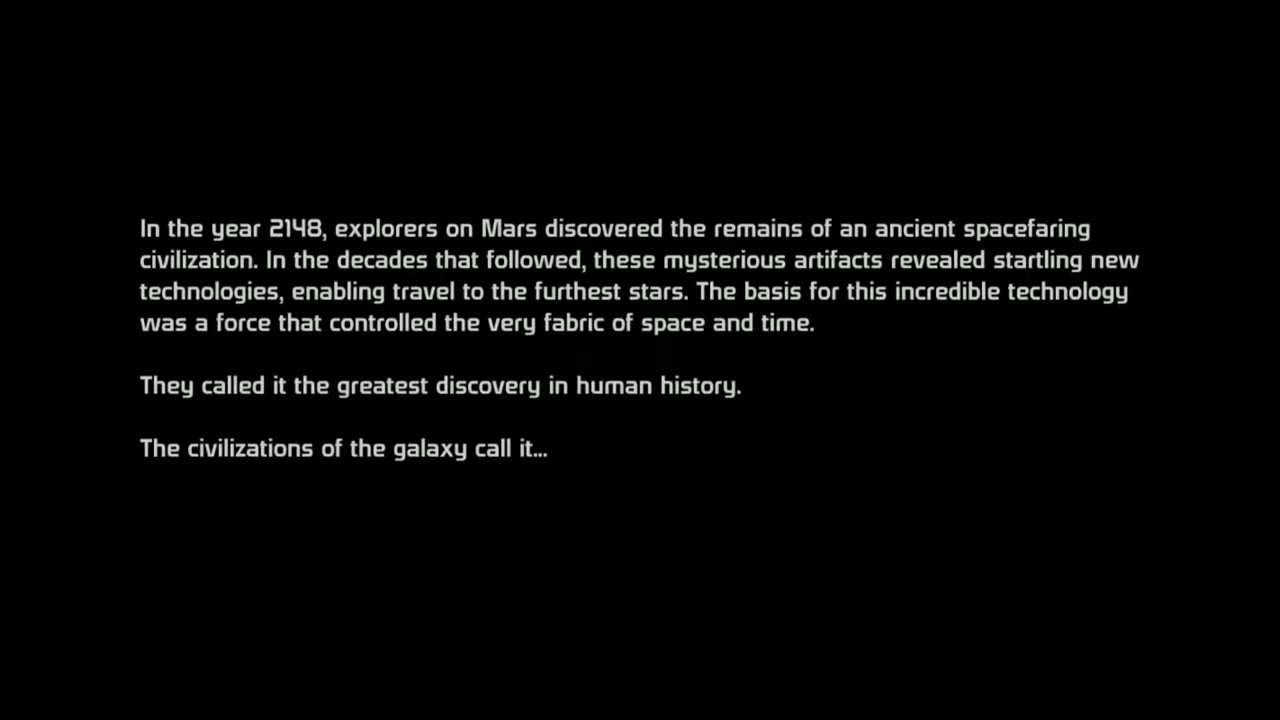 In the year 2148, explorers on Mars discovered the remains of an ancient spacefaring
civilization. In the decades that followed, these mysterious artifacts revealed startling new
technologies, enabling travel to the furthest stars. The basis for this incredible technology
was a force that controlled the very fabric of space and time.
They called it the greatest discovery in human history.
The civilizations of the galaxy call it...